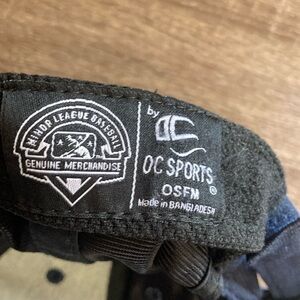 MINOR LEAGUE BASEBALL
GENUINE MERCHANDISE
by
OC
OC SPORTS
®
OSFM
Made in BANGLADESH